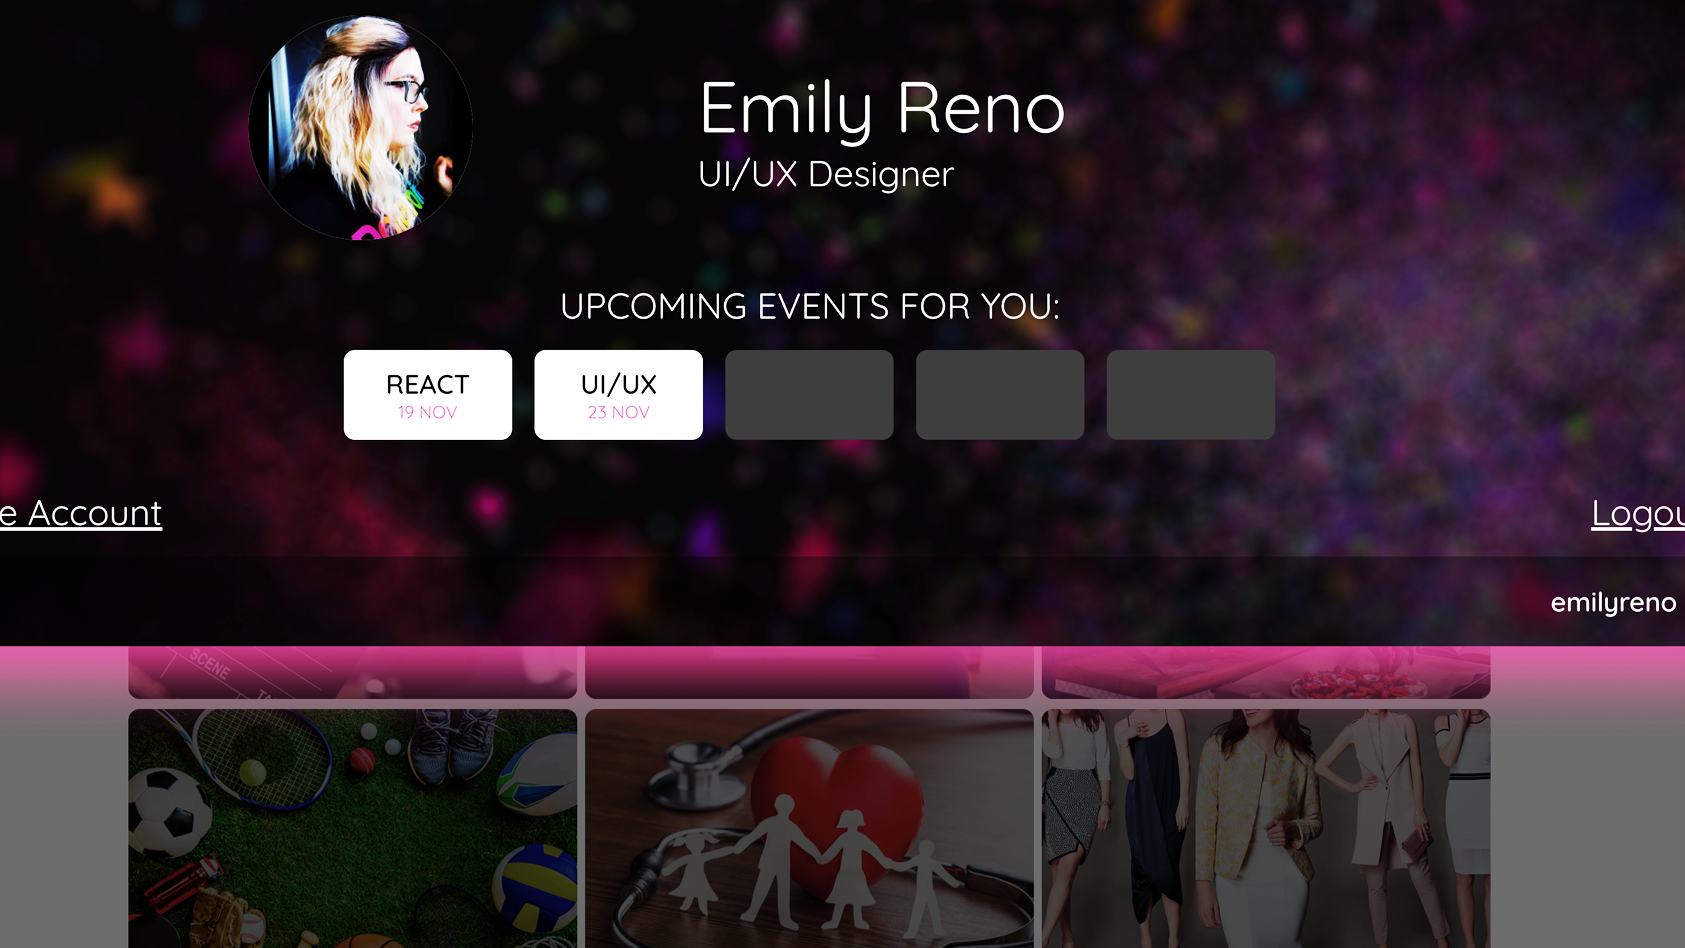 Emily Reno
UI/UX Designer
UPCOMING EVENTS FOR YOU:
REACT
19 NOV
UI/UX
23 NOV
e Account
Logou
emilyreno
SCENE